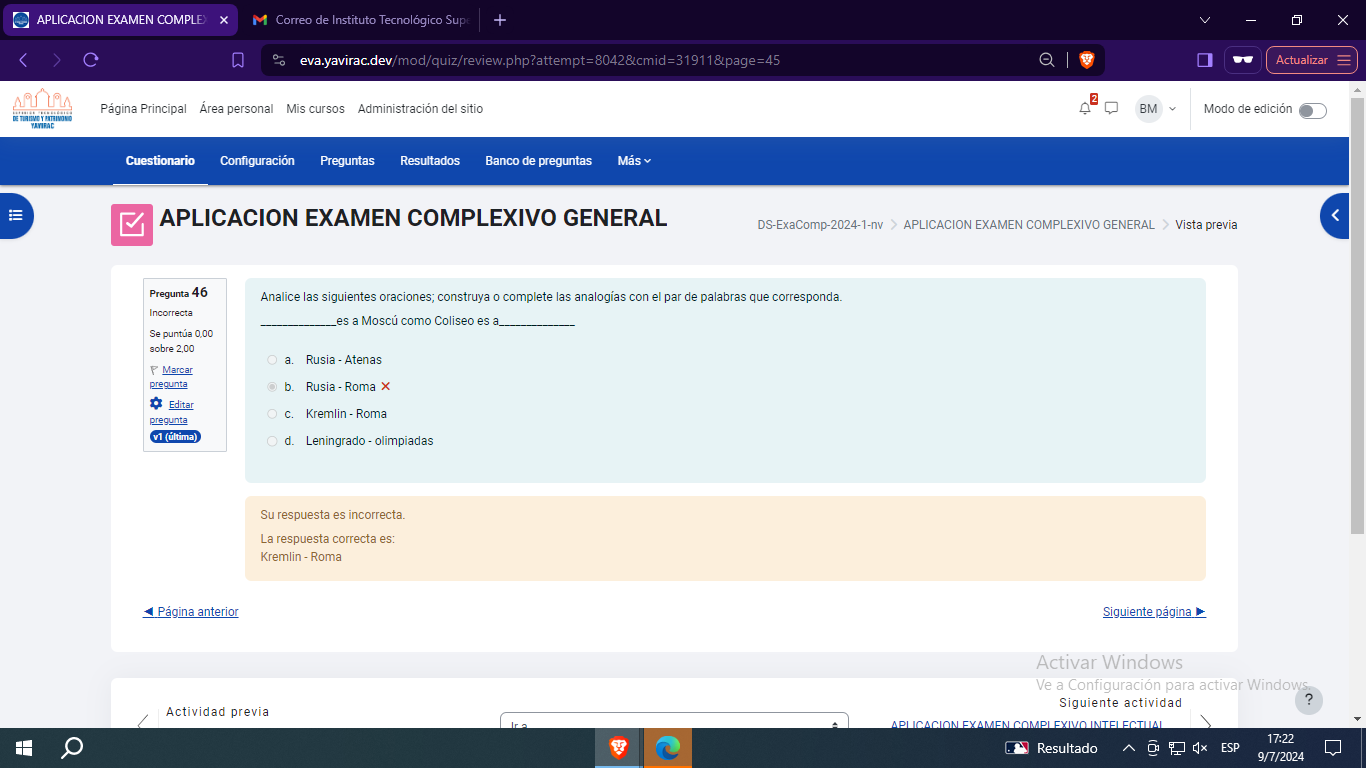 APLICACION EXAMEN COMPLE
Correo de Instituto Tecnológico Supe
eva.yavirac.dev/mod/quiz/review.php?attempt=8042&cmid=31911&page=45
Actualizar
DE TURISMO Y PATRIMONIO
YAVIRAC
Página Principal
Área personal
Mis cursos
Administración del sitio
2
BM
Modo de edición
Cuestionario
Configuración
Preguntas
Resultados
Banco de preguntas
Más
APLICACION EXAMEN COMPLEXIVO GENERAL
DS-ExaComp-2024-1-nv
APLICACION EXAMEN COMPLEXIVO GENERAL
Vista previa
Pregunta 46
Incorrecta
Se puntúa 0,00
sobre 2,00
Marcar
pregunta
Editar
pregunta
v1 (última)
Analice las siguientes oraciones; construya o complete las analogías con el par de palabras que corresponda.
______________es a Moscú como Coliseo es a______________
a. Rusia - Atenas
b. Rusia - Roma
c. Kremlin - Roma
d. Leningrado - olimpiadas
Su respuesta es incorrecta.
La respuesta correcta es:
Kremlin - Roma
◀ Página anterior
Siguiente página ▶
Activar Windows
Ve a Configuración para activar Windows.
?
Actividad previa
Siguiente actividad
Ir a
APLICACION EXAMEN COMPLEXIVO INTELECTUAL
Resultado
ESP
17:22
9/7/2024